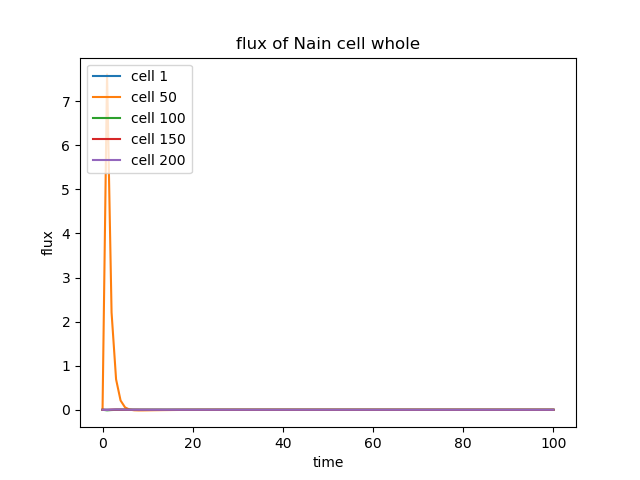 flux of Nain cell whole
cell 1
cell 50
cell 100
cell 150
cell 200
7
6
5
4
3
2
1
0
flux
0 20 40 60 80 100
time